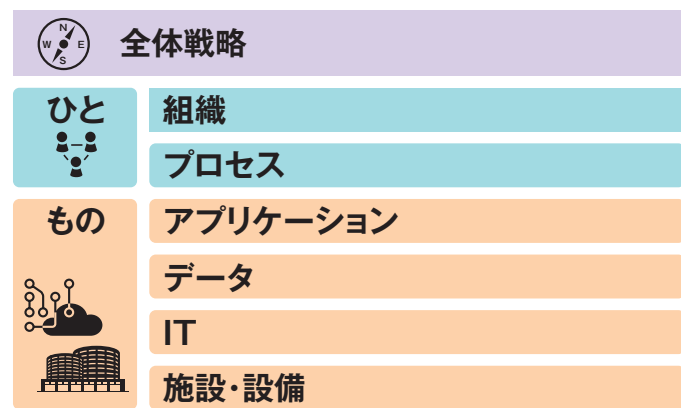 N
W E
S
全体戦略
ひと
組織
プロセス
もの
アプリケーション
データ
IT
施設・設備